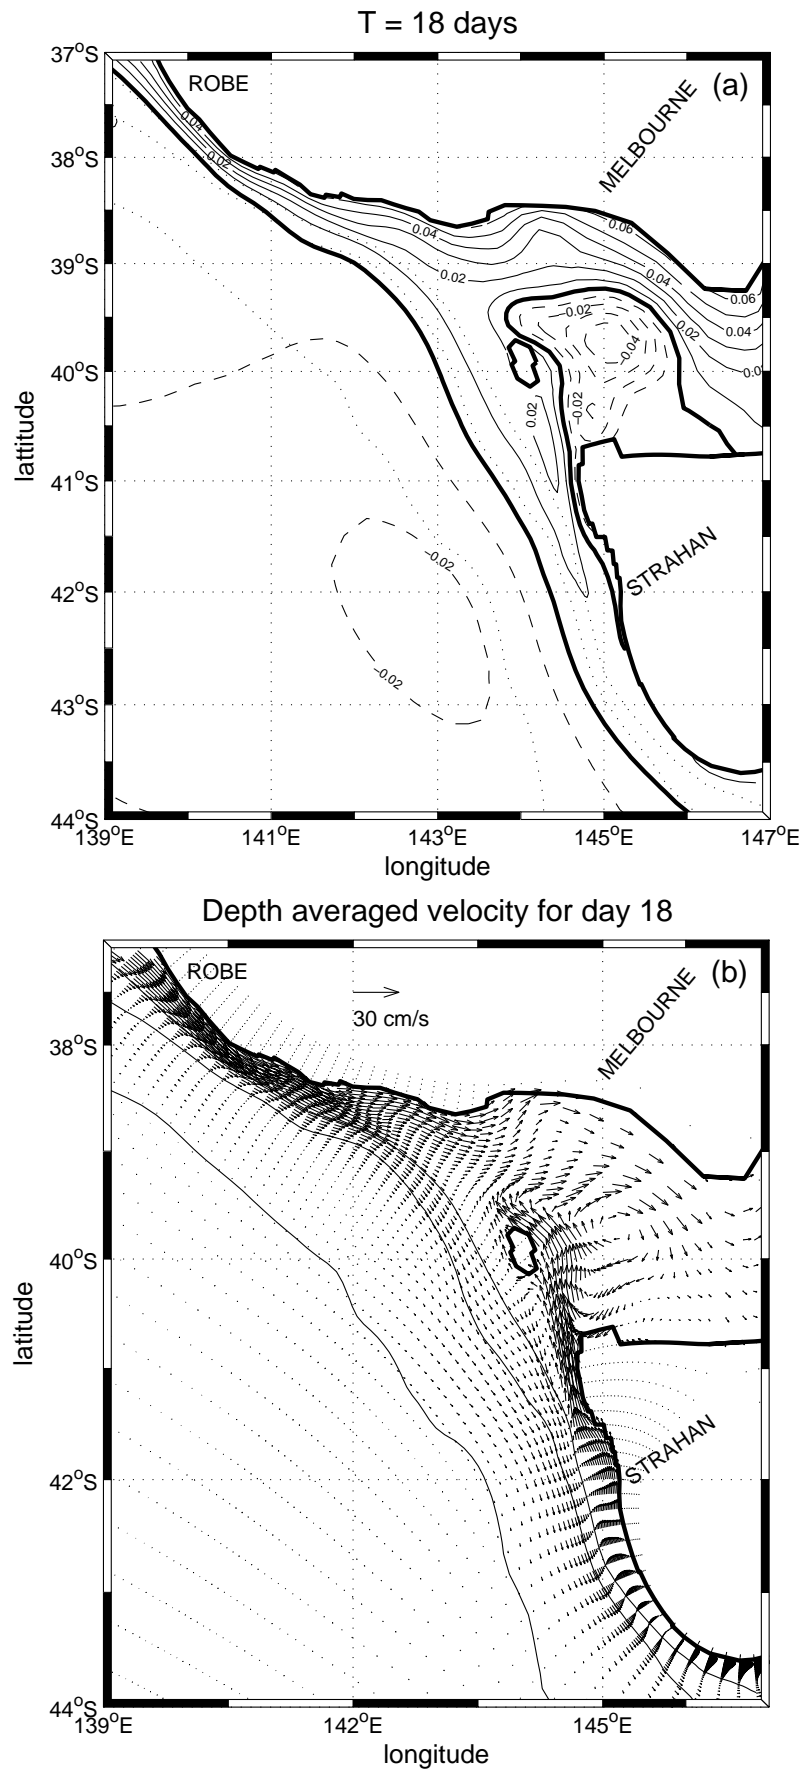 T = 18 days
37°S
ROBE
(a)
MELBOURNE
0.04
0.02
38°S
0.06
0.04
0.04
39°S
0.02
0.06
0.02
0.04
-0.02
-0.04
0.0
40°S
0.02
-0.02
lattitude
41°S
STRAHAN
-0.02
42°S
-0.02
43°S
44°S
139°E
141°E
143°E
145°E
147°E
longitude
Depth averaged velocity for day 18
ROBE
(b)
30 cm/s
MELBOURNE
38°S
40°S
latitude
STRAHAN
42°S
44°S
139°E
142°E
145°E
longitude